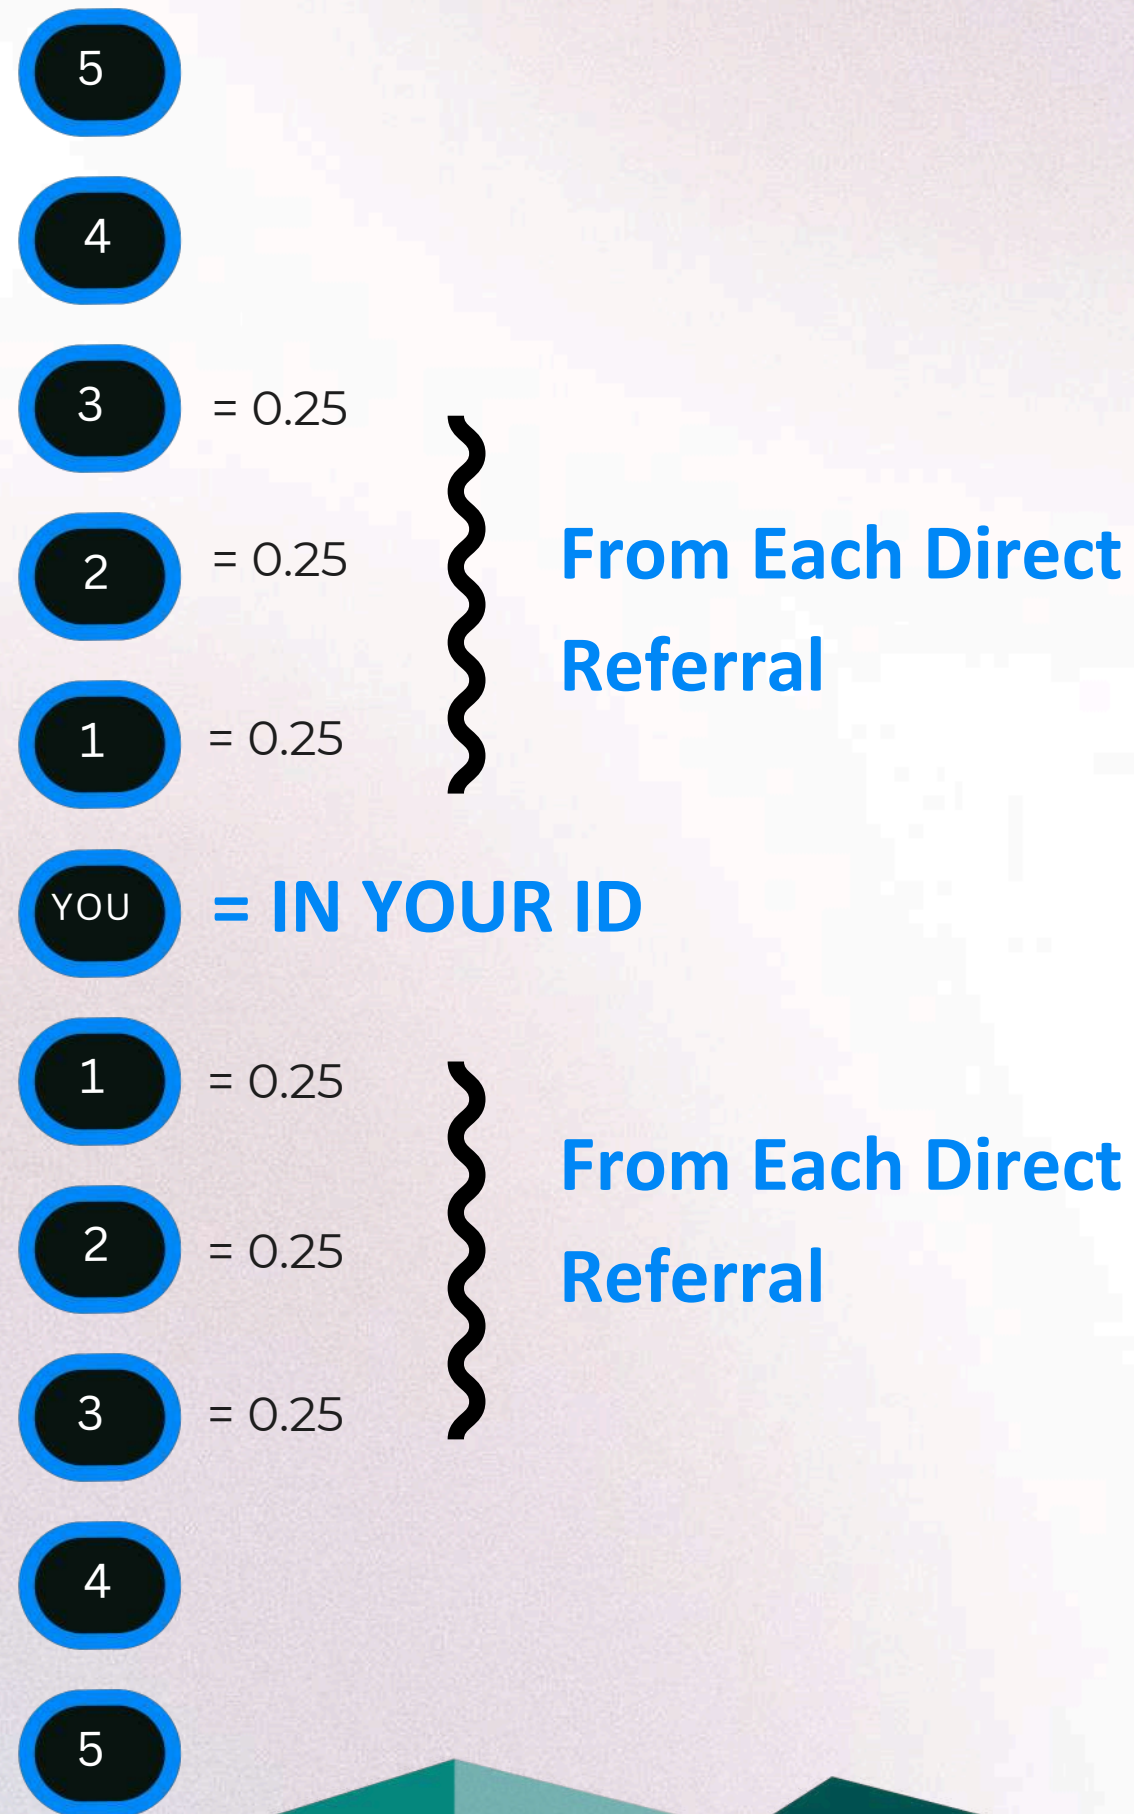 5
4
3 = 0.25
2 = 0.25
From Each Direct
Referral
1 = 0.25
YOU = IN YOUR ID
1 = 0.25
From Each Direct
2 = 0.25
Referral
3 = 0.25
4
5